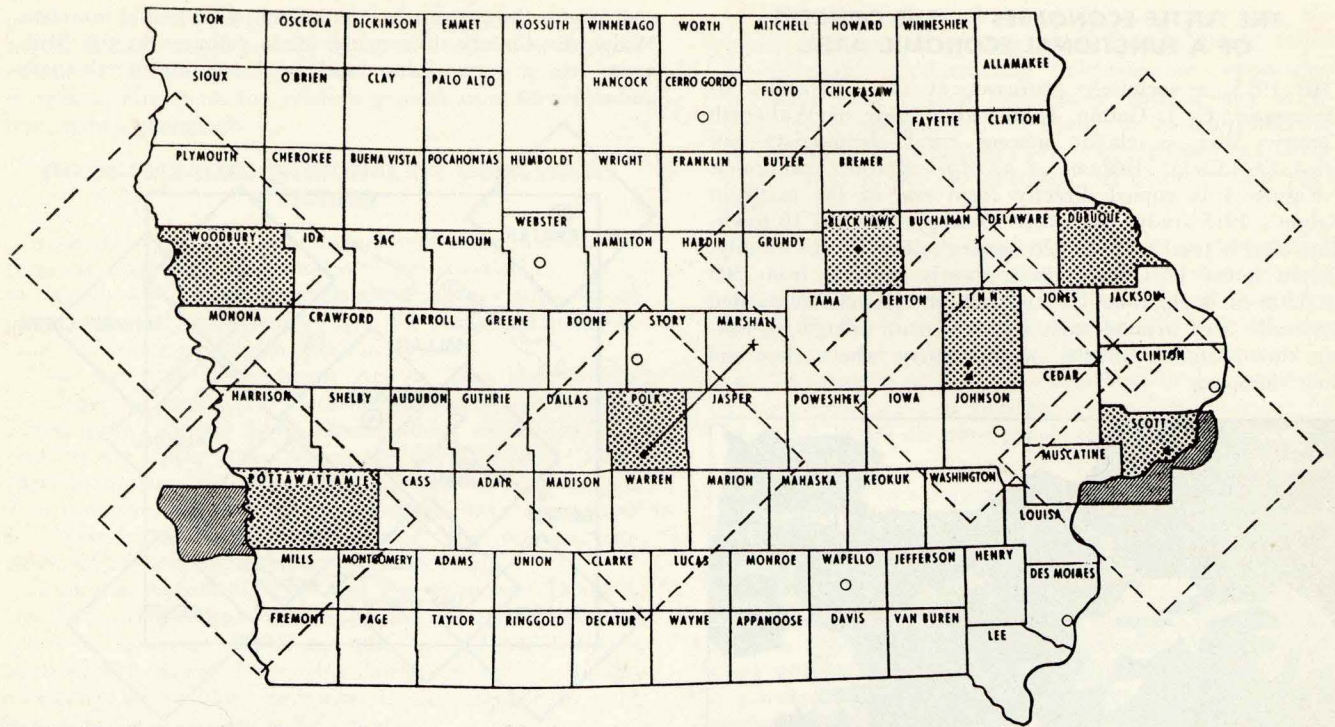 LYON OSCEOLA DICKINSON EMMET KOSSUTH WINNEBAGO WORTH MITCHELL HOWARD WINNESHIEK
ALLAMAKEE
SIOUX O'BRIEN CLAY PALO ALTO HANCOCK CERRO GORDO FLOYD CHICKASAW
FAYETTE CLAYTON
PLYMOUTH CHEROKEE BUENA VISTA POCAHONTAS HUMBOLDT WRIGHT FRANKLIN BUTLER BREMER
WEBSTER BLACK HAWK BUCHANAN DELAWARE DUBUQUE
WOODBURY IDA SAC CALHOUN HAMILTON HARDIN GRUNDY
TAMA BENTON LINN JONES JACKSON
MONONA CRAWFORD CARROLL GREENE BOONE STORY MARSHALL
CLINTON
CEDAR
HARRISON SHELBY AUDUBON GUTHRIE DALLAS POLK JASPER POWESHIEK IOWA JOHNSON
SCOTT
MUSCATINE
POTTAWATTAMIE CASS ADAIR MADISON WARREN MARION MAHASKA KEOKUK WASHINGTON
LOUISA
MILLS MONTGOMERY ADAMS UNION CLARKE LUCAS MONROE WAPELLO JEFFERSON HENRY
DES MOINES
FREMONT PAGE TAYLOR RINGGOLD DECATUR WAYNE APPANOOSE DAVIS VAN BUREN
LEE